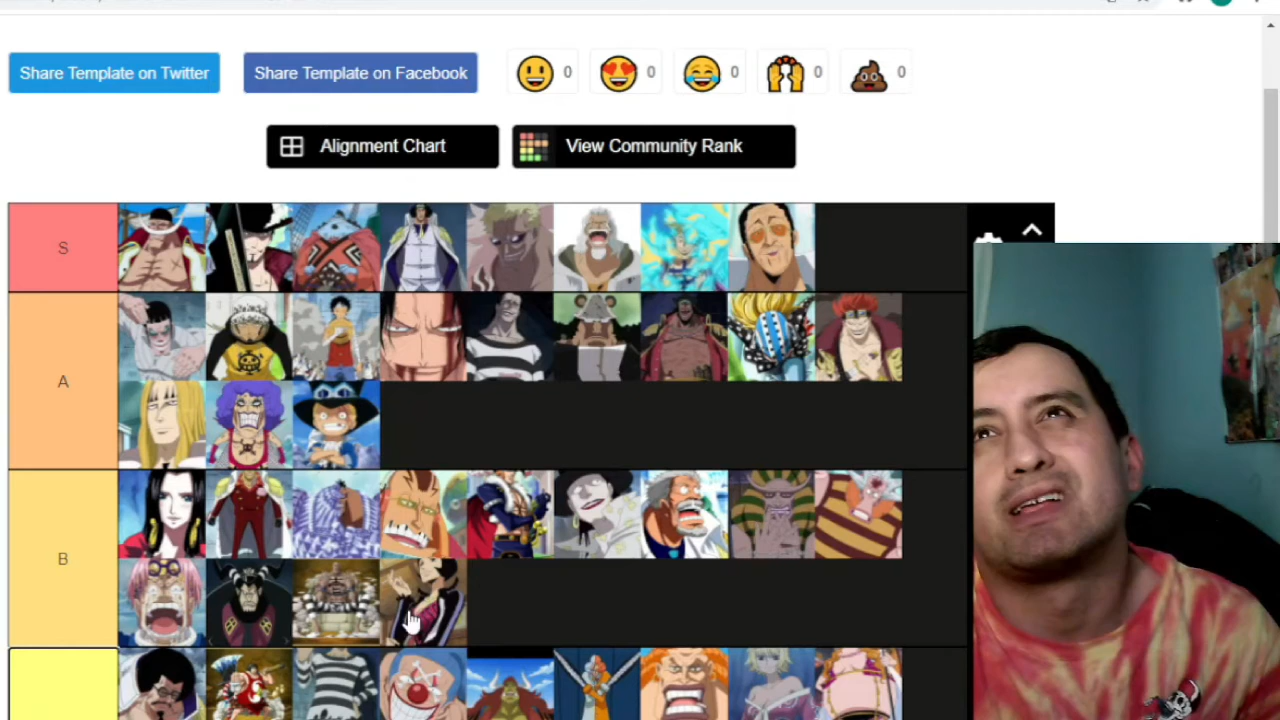 Share Template on Twitter
Share Template on Facebook
0
0
0
0
0
Alignment Chart
View Community Rank
S
A
B